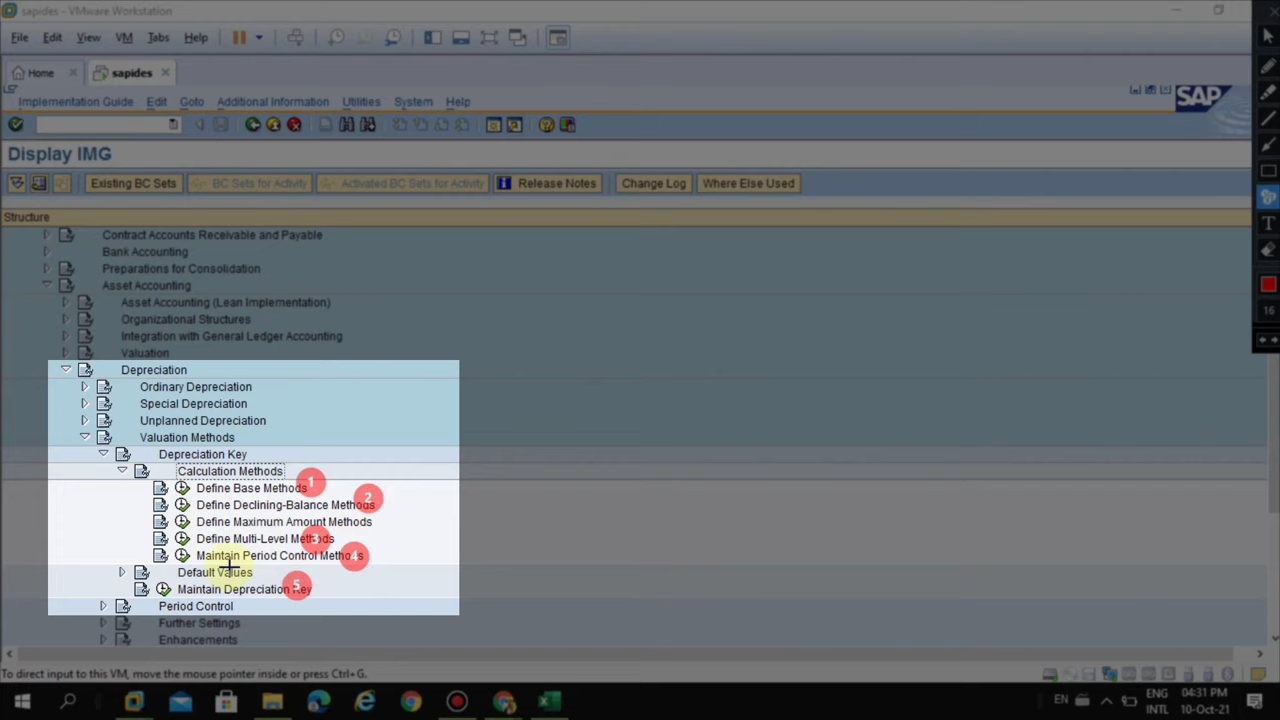 sapides - VMware Workstation
File Edit View VM Tabs Help
Home sapides
Implementation Guide Edit Goto Additional Information Utilities System Help
SAP
Display IMG
Existing BC Sets BC Sets for Activity Activated BC Sets for Activity Release Notes Change Log Where Else Used
Structure
Contract Accounts Receivable and Payable
Bank Accounting
Preparations for Consolidation
Asset Accounting
Asset Accounting (Lean Implementation)
Organizational Structures
Integration with General Ledger Accounting
Valuation
Depreciation
Ordinary Depreciation
Special Depreciation
Unplanned Depreciation
Valuation Methods
Depreciation Key
Calculation Methods
Define Base Methods 1
Define Declining-Balance Methods 2
Define Maximum Amount Methods
Define Multi-Level Methods 3
Maintain Period Control Methods 4
Default Values
Maintain Depreciation Key 5
Period Control
Further Settings
Enhancements
T
16
To direct input to this VM, move the mouse pointer inside or press Ctrl+G.
EN ENG 04:31 PM
INTL 10-Oct-21